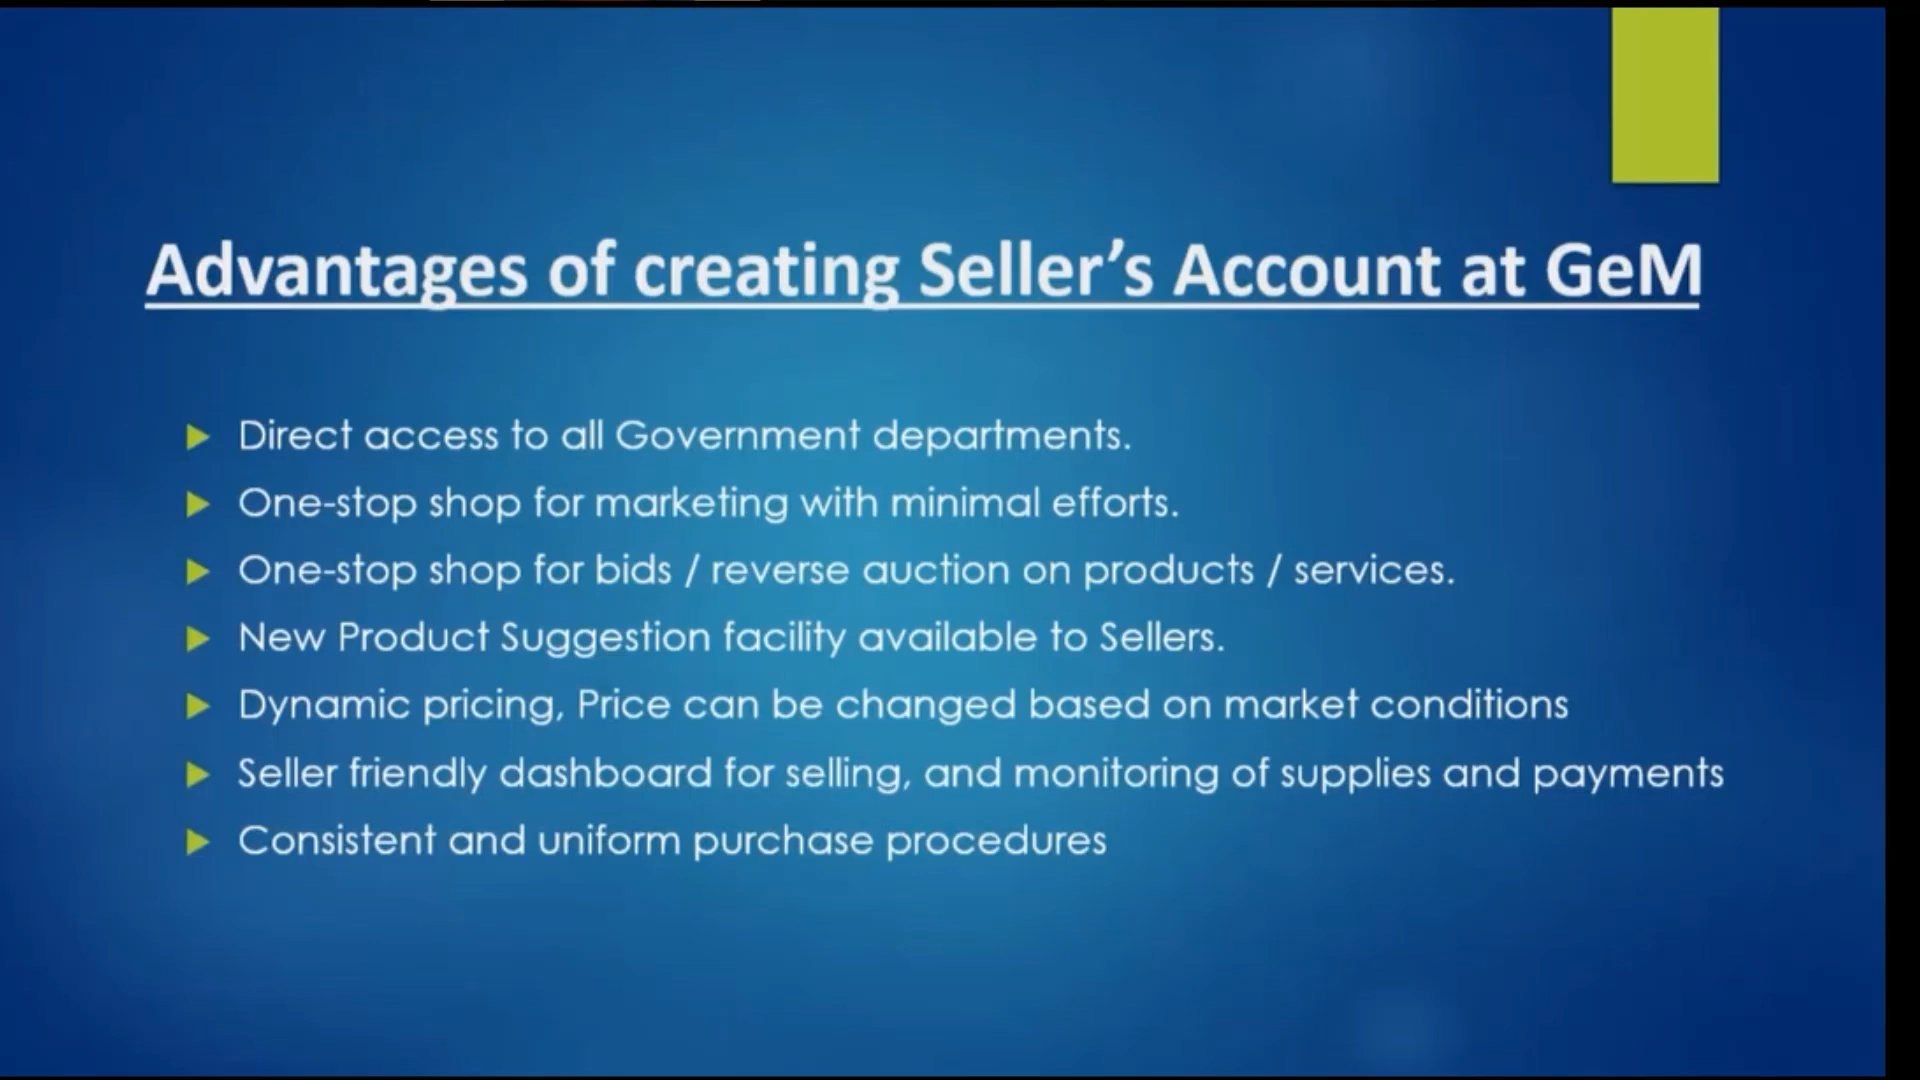 Advantages of creating Seller’s Account at GeM
Direct access to all Government departments.
One-stop shop for marketing with minimal efforts.
One-stop shop for bids / reverse auction on products / services.
New Product Suggestion facility available to Sellers.
Dynamic pricing, Price can be changed based on market conditions
Seller friendly dashboard for selling, and monitoring of supplies and payments
Consistent and uniform purchase procedures